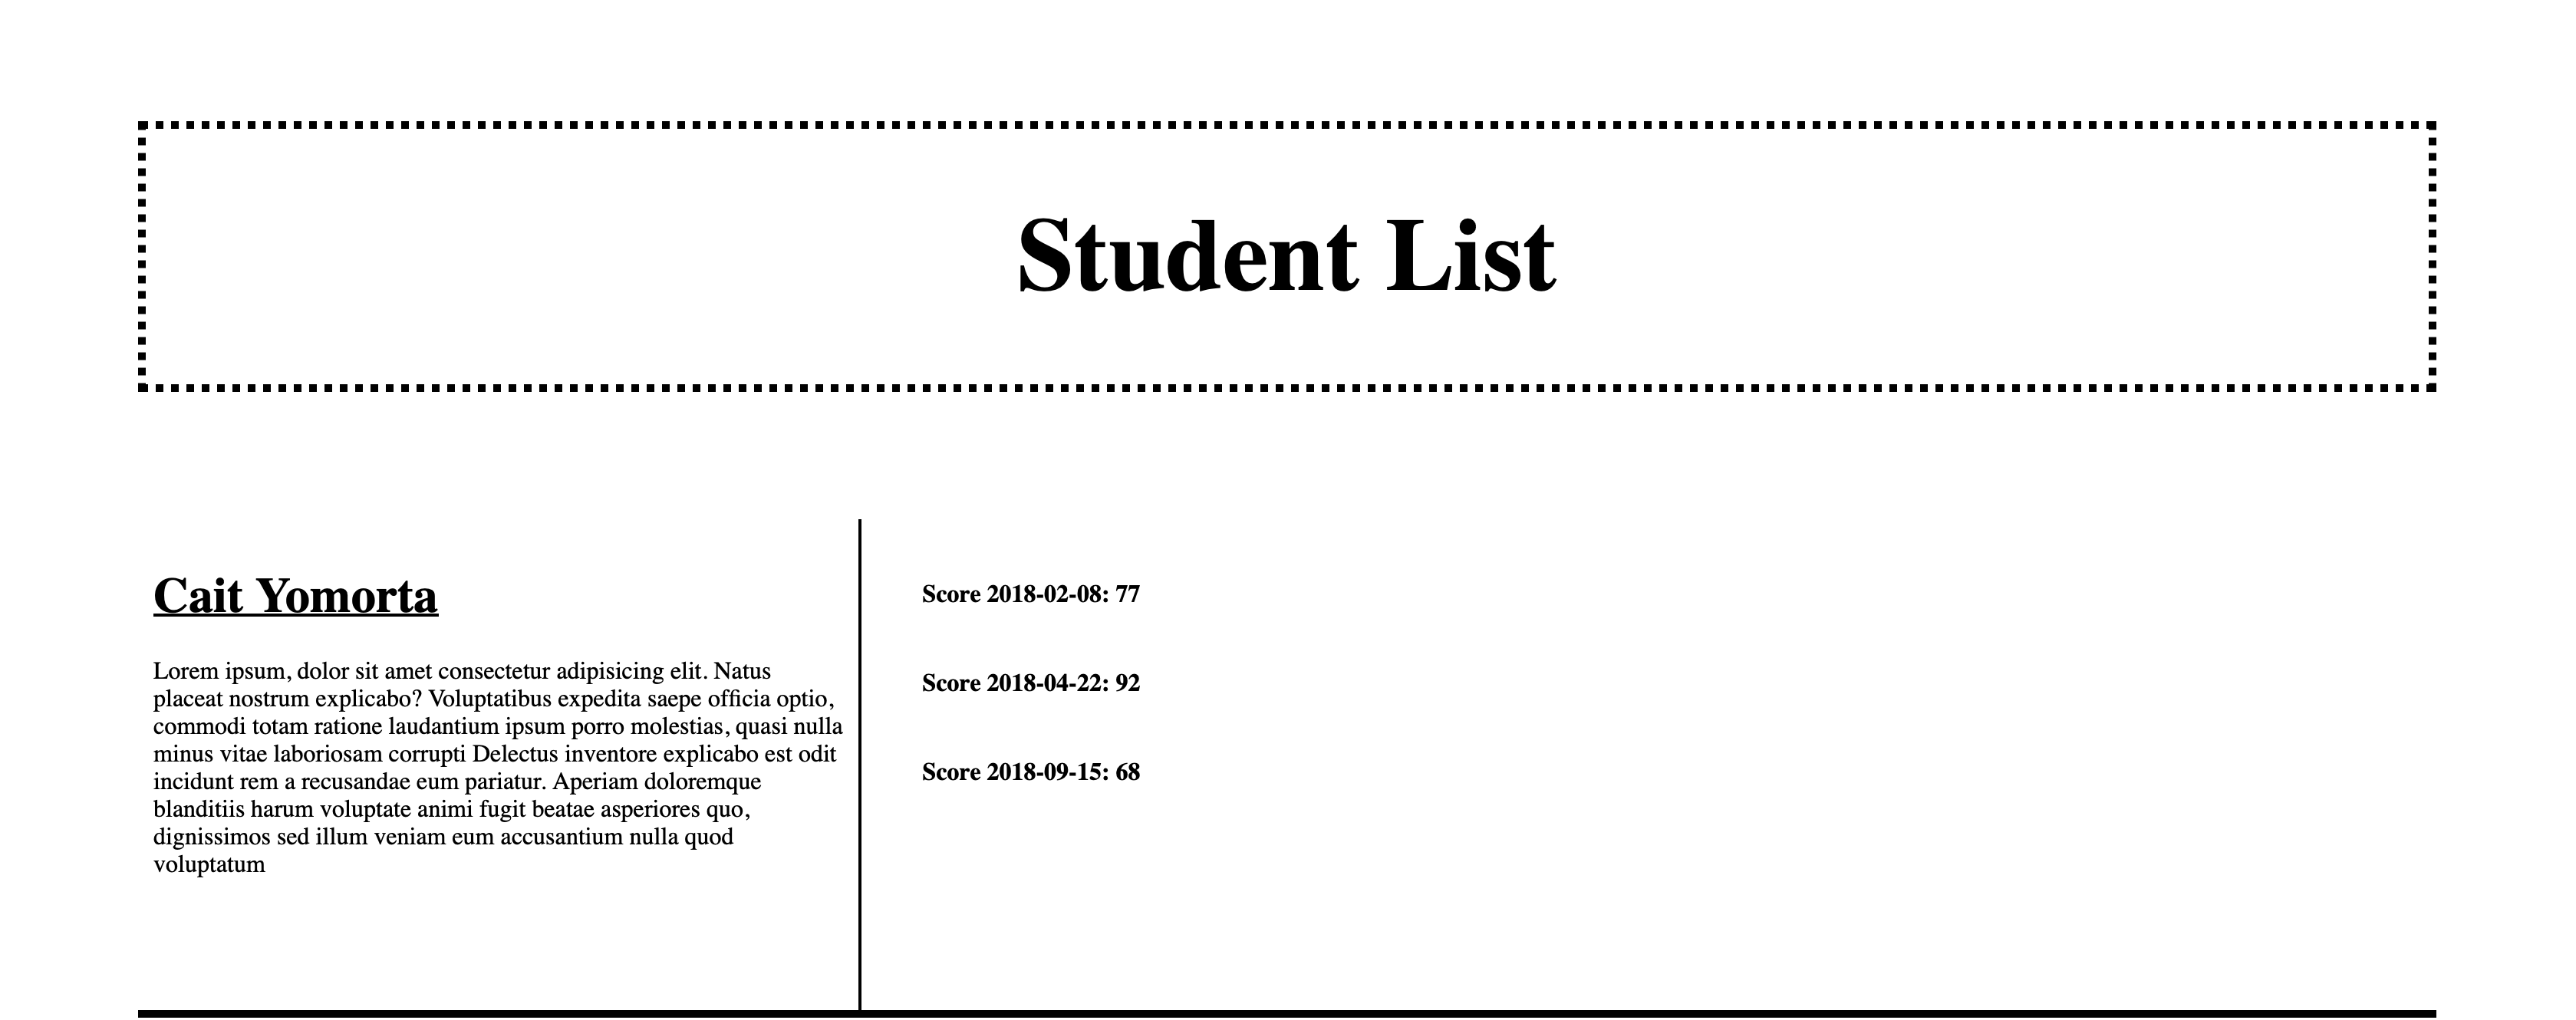 Student List
Cait Yomorta
Lorem ipsum, dolor sit amet consectetur adipisicing elit. Natus
placeat nostrum explicabo? Voluptatibus expedita saepe officia optio,
commodi totam ratione laudantium ipsum porro molestias, quasi nulla
minus vitae laboriosam corrupti Delectus inventore explicabo est odit
incidunt rem a recusandae eum pariatur. Aperiam doloremque
blanditiis harum voluptate animi fugit beatae asperiores quo,
dignissimos sed illum veniam eum accusantium nulla quod
voluptatum
Score 2018-02-08: 77
Score 2018-04-22: 92
Score 2018-09-15: 68